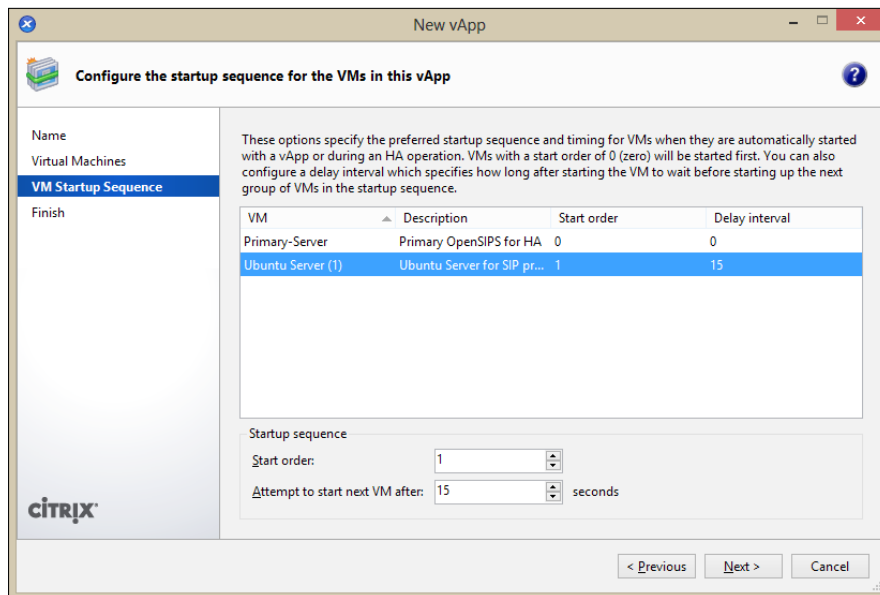 New vApp
Configure the startup sequence for the VMs in this vApp
Name
Virtual Machines
VM Startup Sequence
Finish
These options specify the preferred startup sequence and timing for VMs when they are automatically started
with a vApp or during an HA operation. VMs with a start order of 0 (zero) will be started first. You can also
configure a delay interval which specifies how long after starting the VM to wait before starting up the next
group of VMs in the startup sequence.
VM Description Start order Delay interval
Primary-Server Primary OpenSIPS for HA 0 0
Ubuntu Server (1) Ubuntu Server for SIP pr... 1 15
Startup sequence
Start order: 1
Attempt to start next VM after: 15 seconds
CITRIX
< Previous Next > Cancel